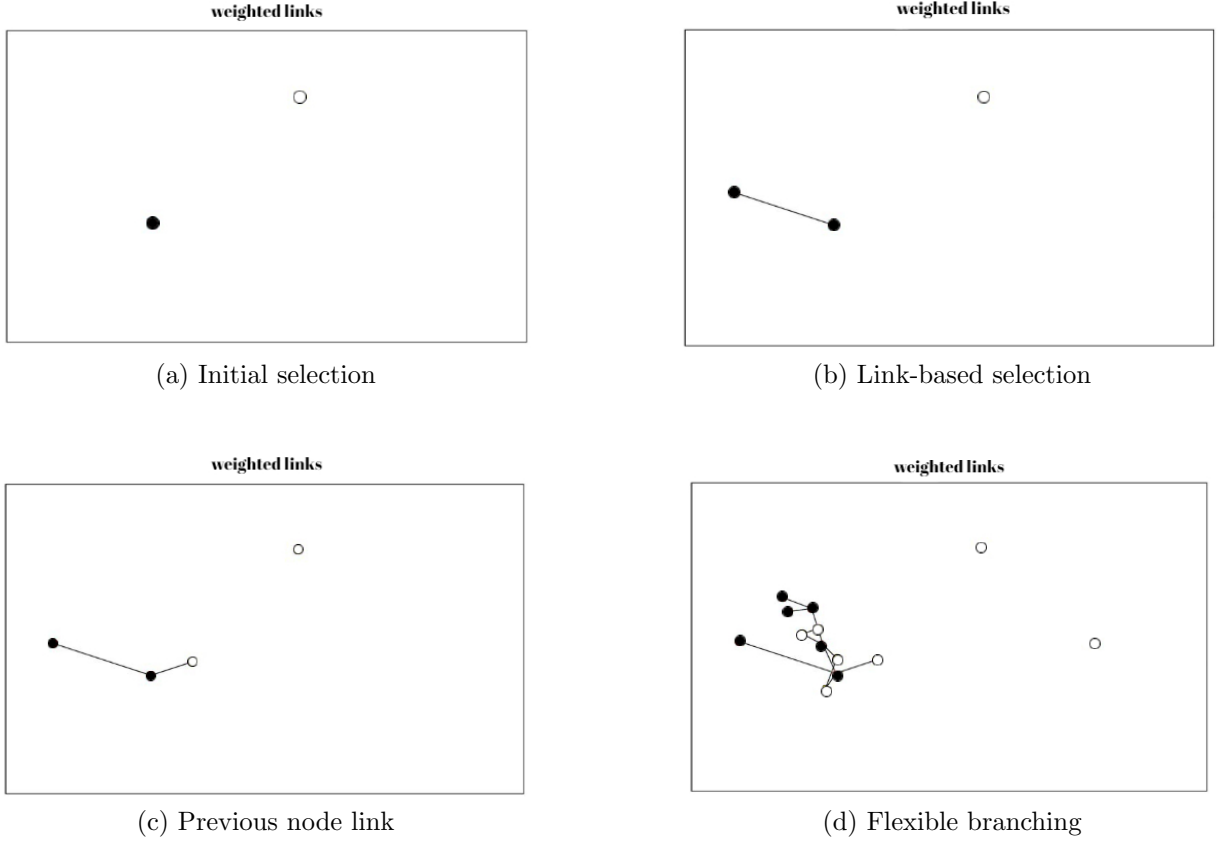 weighted links
weighted links
(a) Initial selection
(b) Link-based selection
weighted links
weighted links
(c) Previous node link
(d) Flexible branching